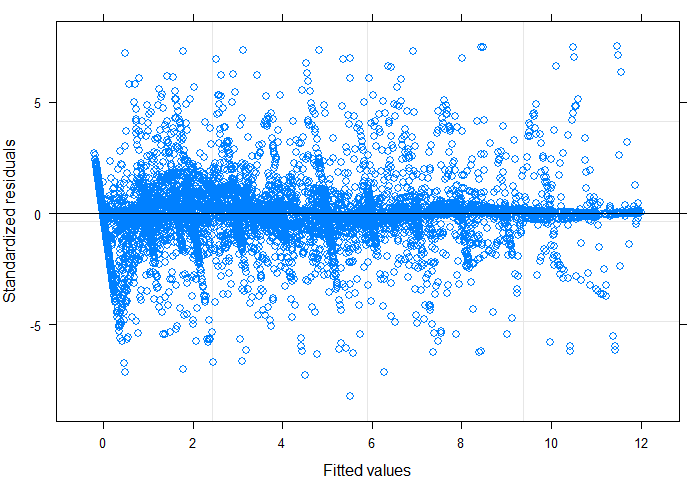 Standardized residuals
5
0
-5
0 2 4 6 8 10 12
Fitted values